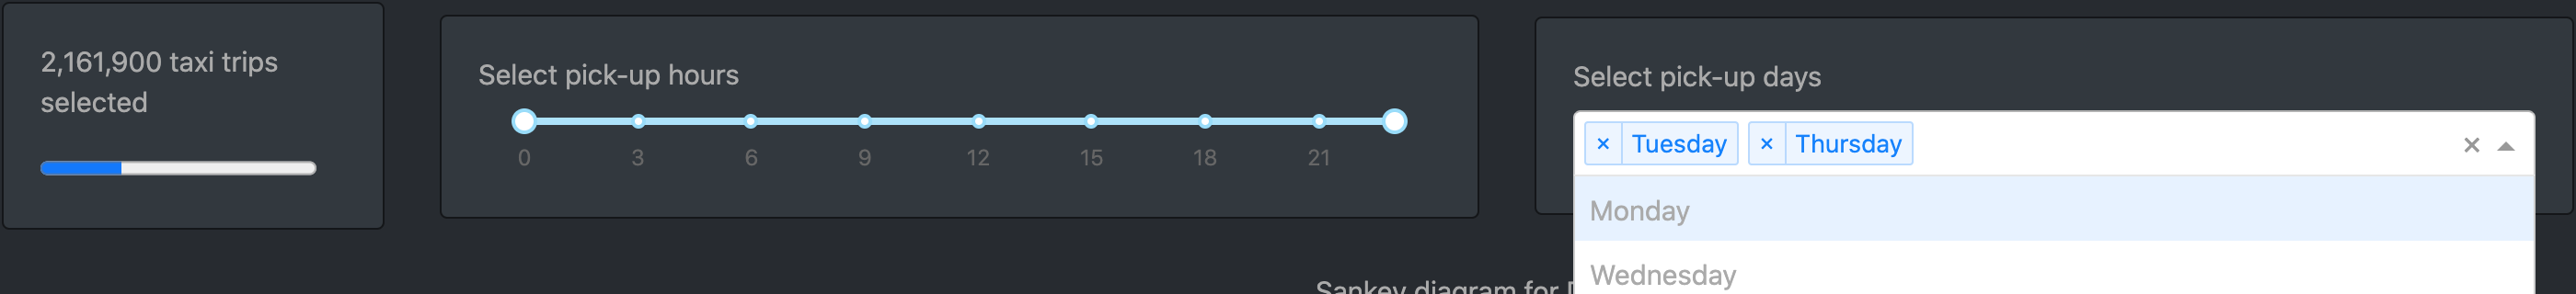 2,161,900 taxi trips
selected
Select pick-up hours
0 3 6 9 12 15 18 21
Select pick-up days
× Tuesday × Thursday ×
Monday
Wednesday
Sankey diagram for